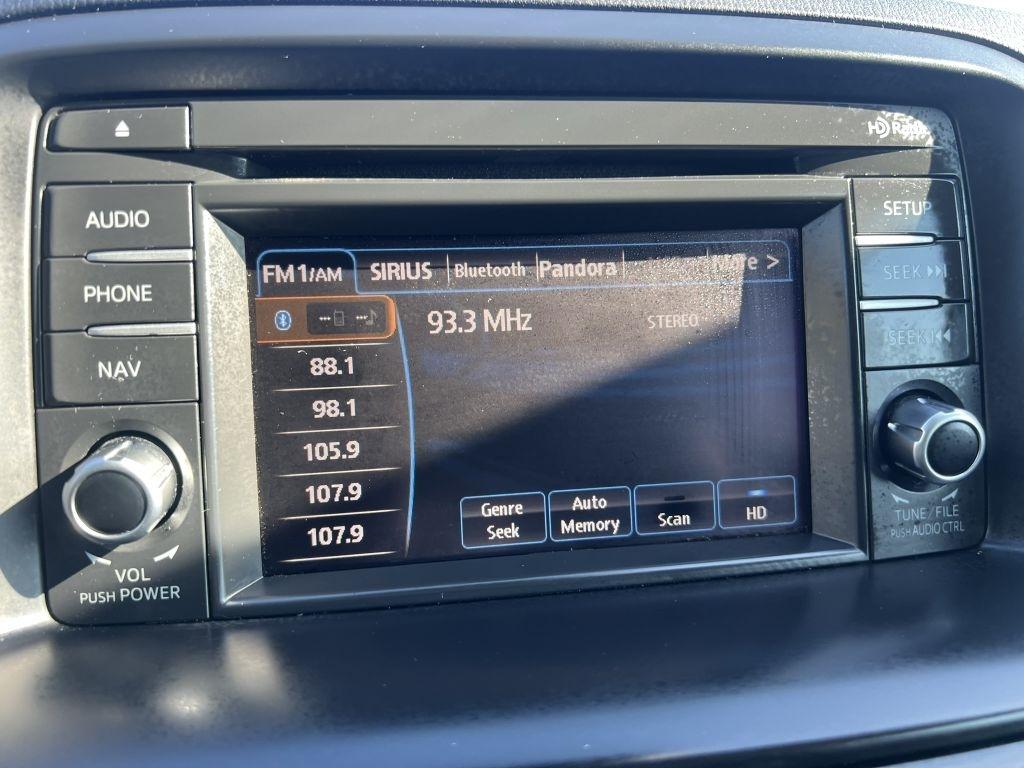 HD Radio
AUDIO
PHONE
NAV
VOL
PUSH POWER
FM1/AM SIRIUS Bluetooth Pandora More >
93.3 MHz STEREO
88.1
98.1
105.9
107.9
107.9
Genre Seek
Auto Memory
Scan
HD
SETUP
SEEK
SEEK
TUNE/FILE
PUSH AUDIO CTRL